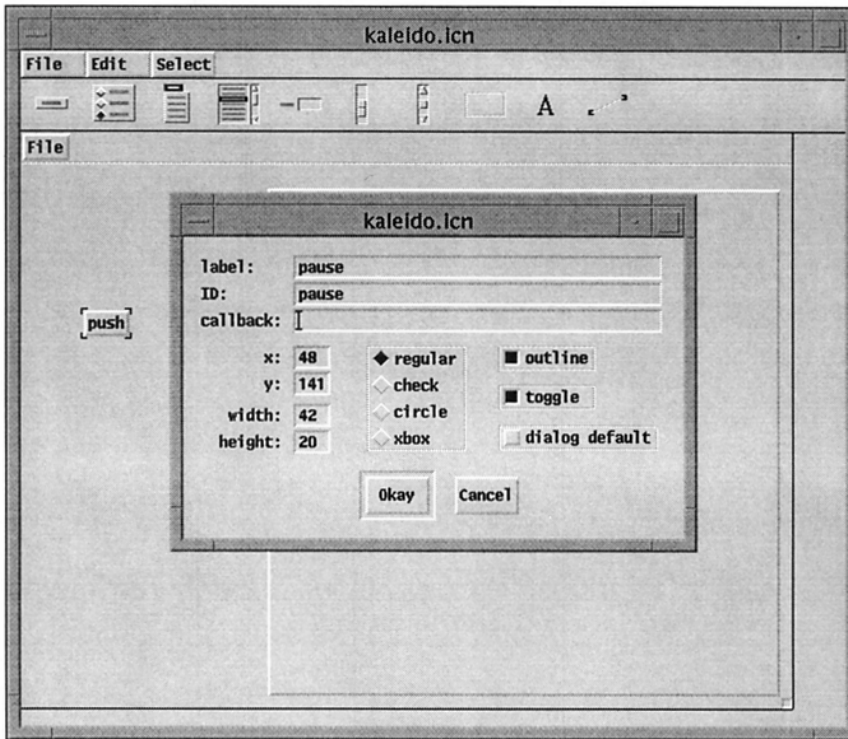 kaleido.icn
File Edit Select
A
File
kaleido.icn
label: pause
ID: pause
callback:
push
x: 48
y: 141
width: 42
height: 20
regular
check
circle
xbox
outline
toggle
dialog default
Okay Cancel